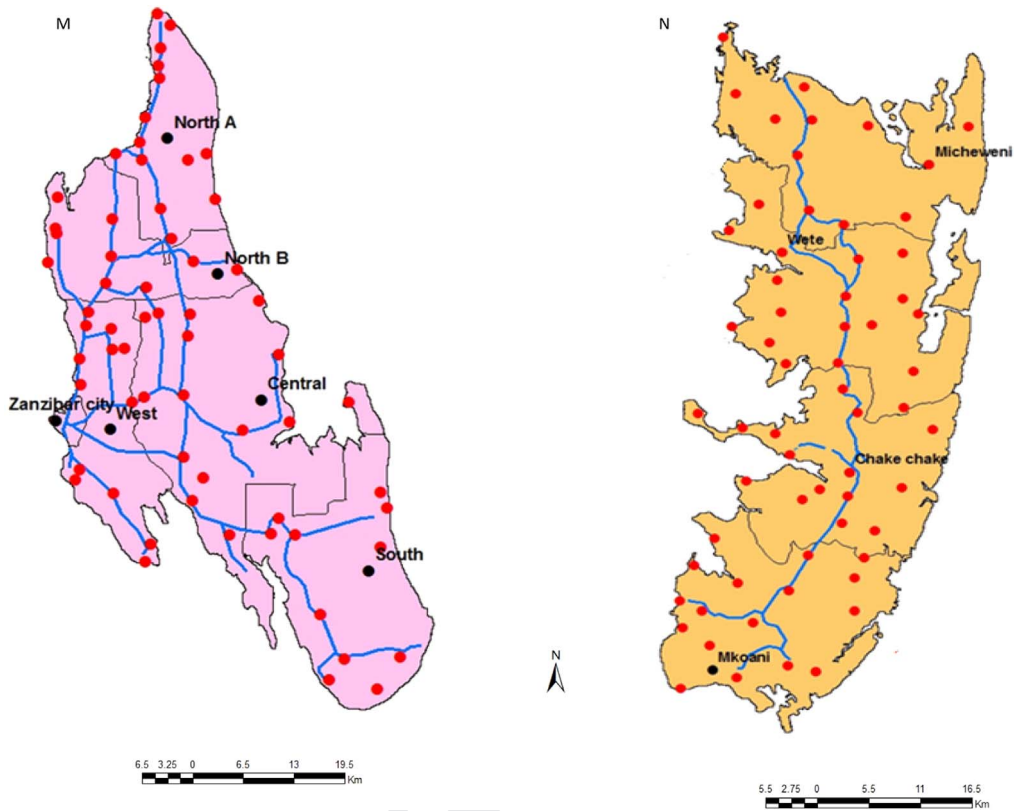 M
N
North A
Micheweni
Wete
North B
Central
Zanzibar city
West
Chake chake
South
N
Mkoani
6.5 3.25 0 6.5 13 19.5
Km
5.5 2.75 0 5.5 11 16.5
Km